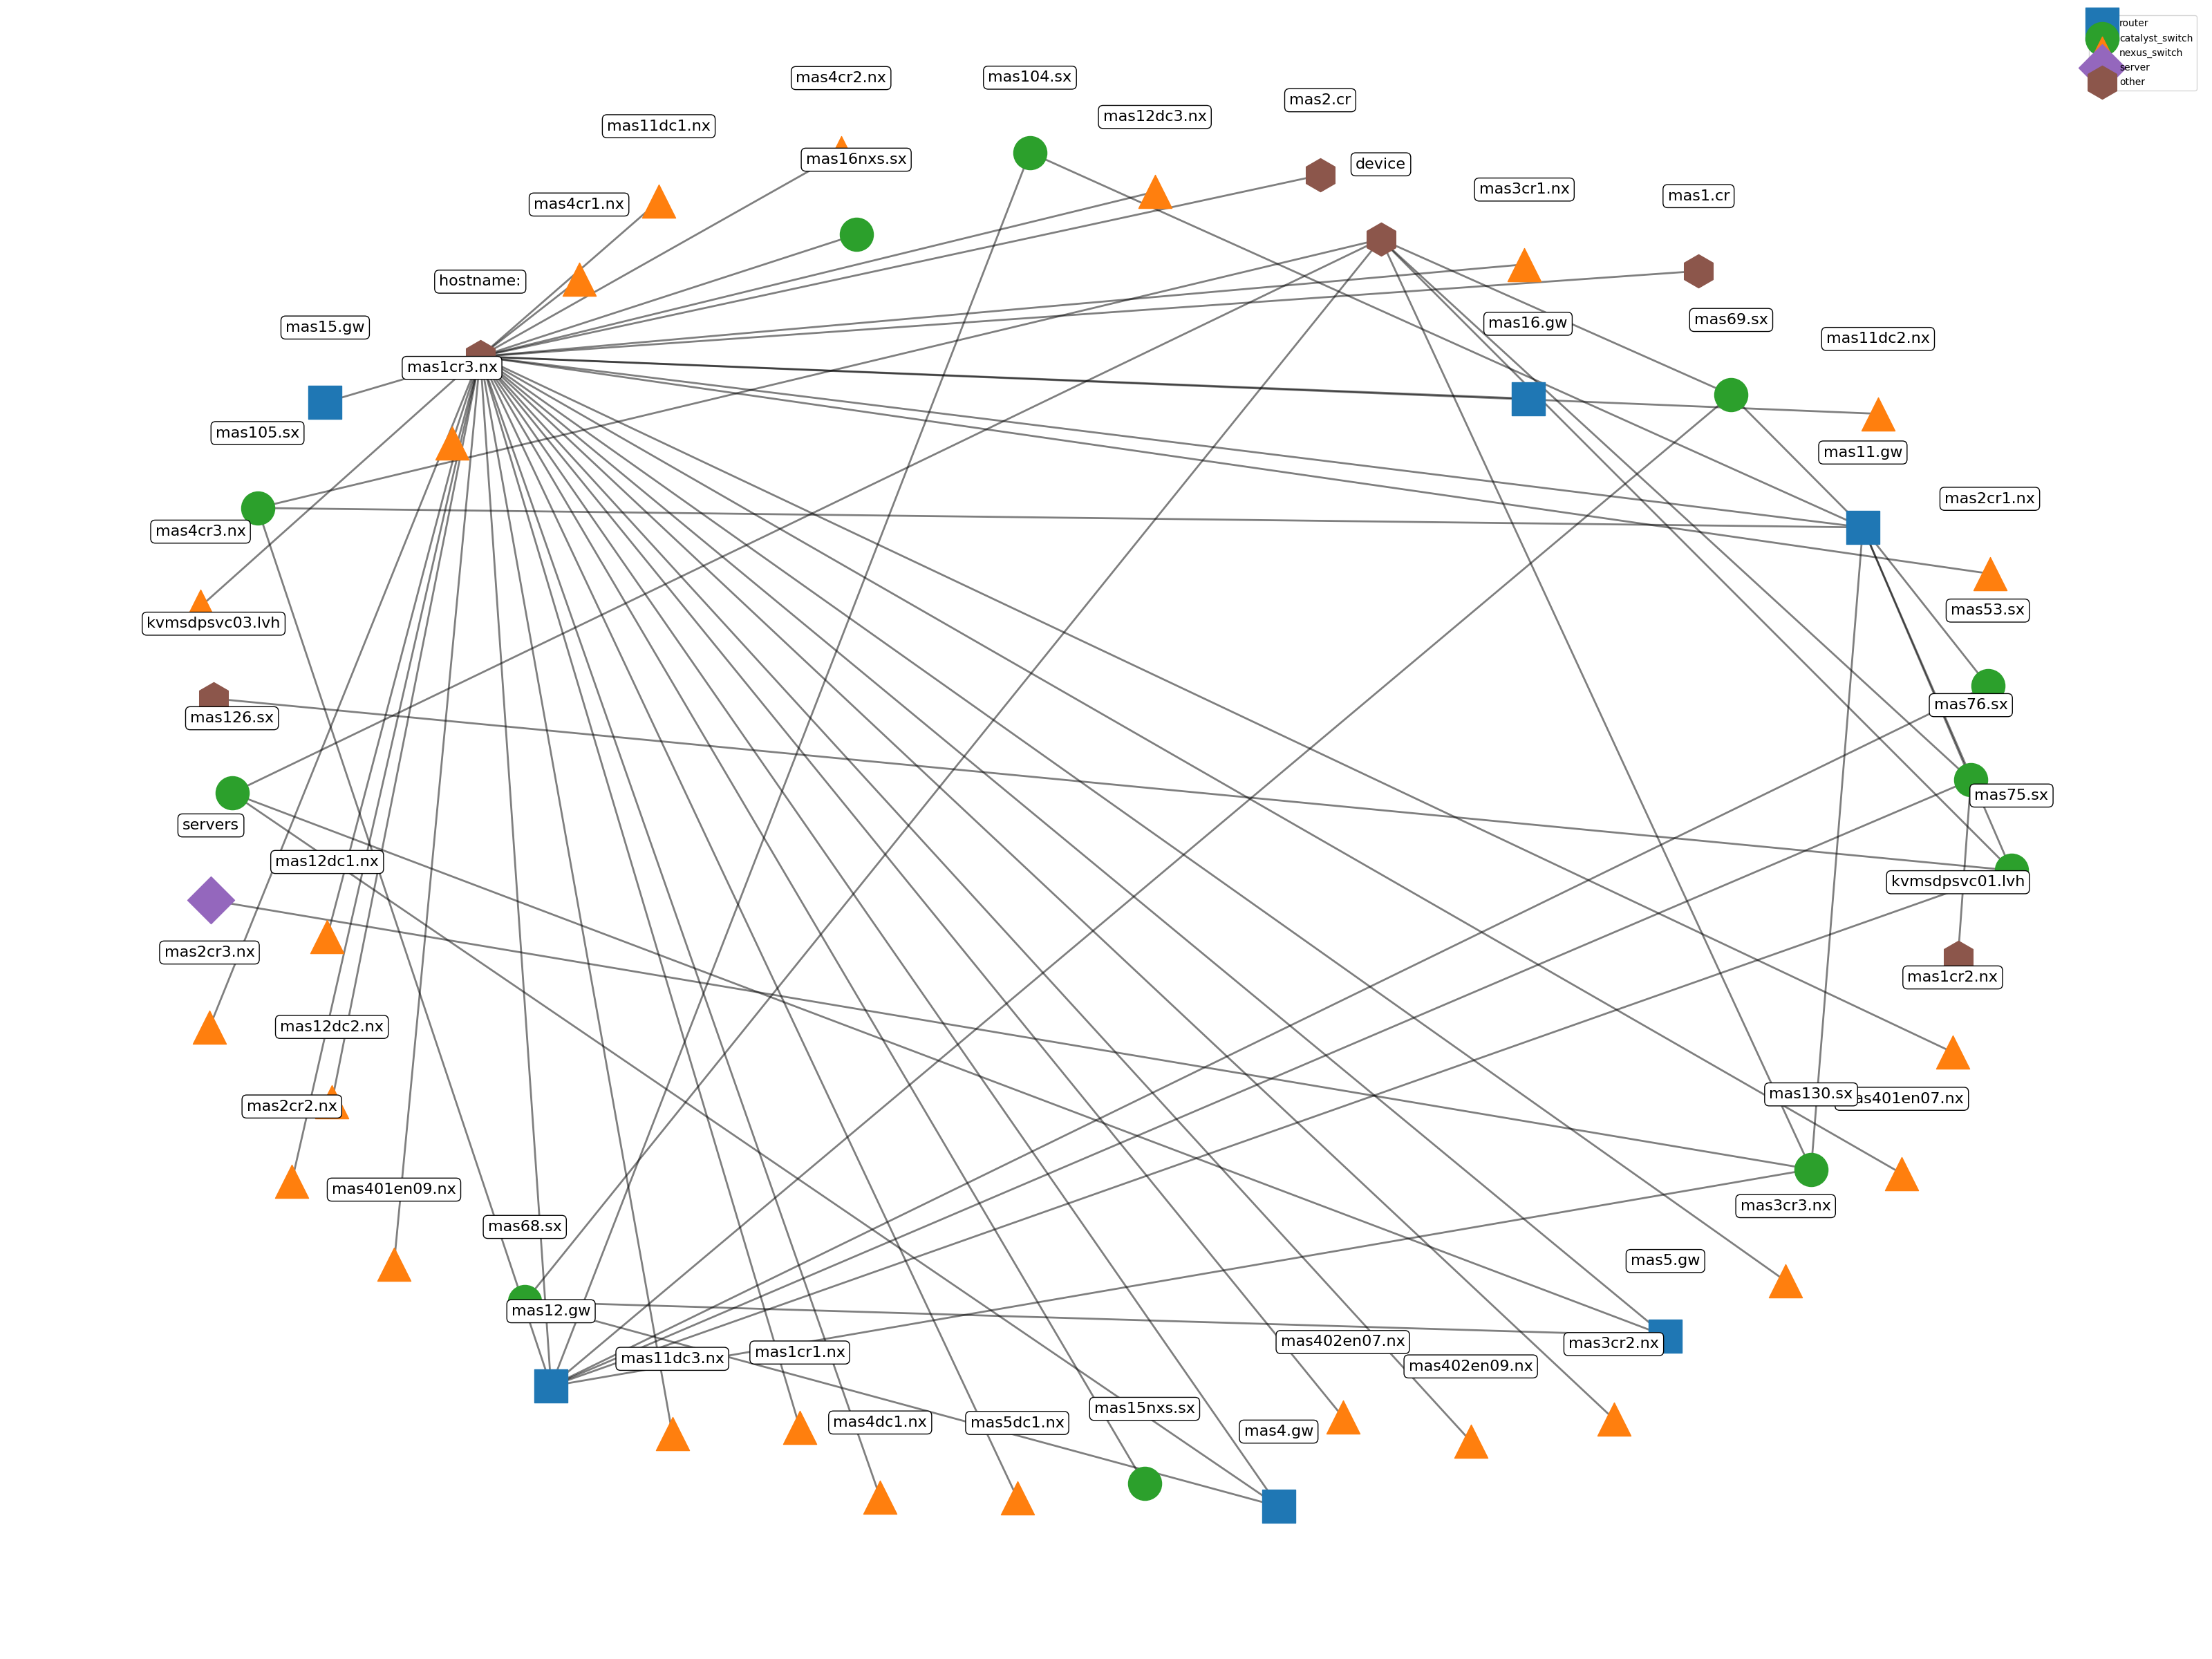 router
catalyst_switch
nexus_switch
server
other
mas4cr2.nx
mas104.sx
mas2.cr
mas12dc3.nx
mas11dc1.nx
mas16nxs.sx
device
mas3cr1.nx
mas1.cr
mas4cr1.nx
hostname:
mas15.gw
mas16.gw
mas69.sx
mas11dc2.nx
mas1cr3.nx
mas105.sx
mas11.gw
mas2cr1.nx
mas4cr3.nx
kvmsdpsvc03.lvh
mas53.sx
mas76.sx
mas126.sx
mas75.sx
servers
mas12dc1.nx
kvmsdpsvc01.lvh
mas2cr3.nx
mas1cr2.nx
mas12dc2.nx
mas130.sx
mas401en07.nx
mas2cr2.nx
mas401en09.nx
mas3cr3.nx
mas68.sx
mas5.gw
mas12.gw
mas402en07.nx
mas3cr2.nx
mas11dc3.nx
mas1cr1.nx
mas402en09.nx
mas4dc1.nx
mas5dc1.nx
mas15nxs.sx
mas4.gw